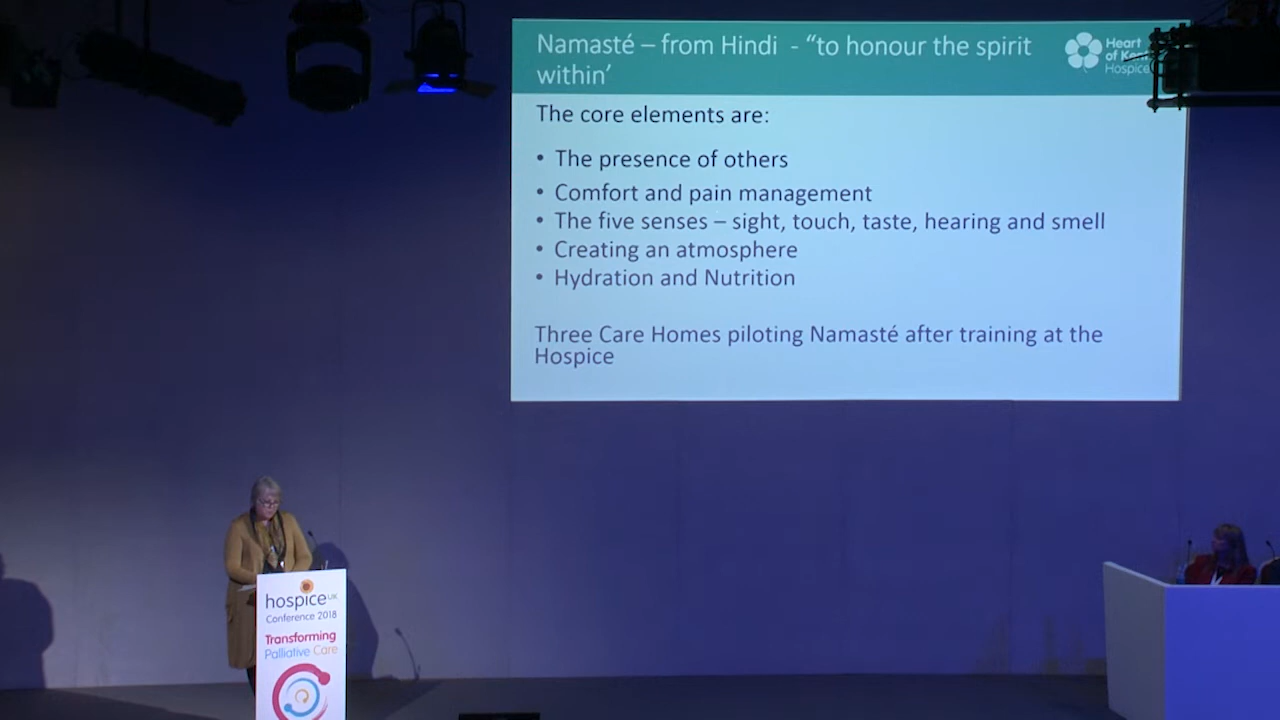 Namasté – from Hindi - “to honour the spirit
within’
Heart
of Kent
Hospice
The core elements are:
• The presence of others
• Comfort and pain management
• The five senses – sight, touch, taste, hearing and smell
• Creating an atmosphere
• Hydration and Nutrition
Three Care Homes piloting Namasté after training at the
Hospice
hospice UK
Conference 2018
Transforming
Palliative Care